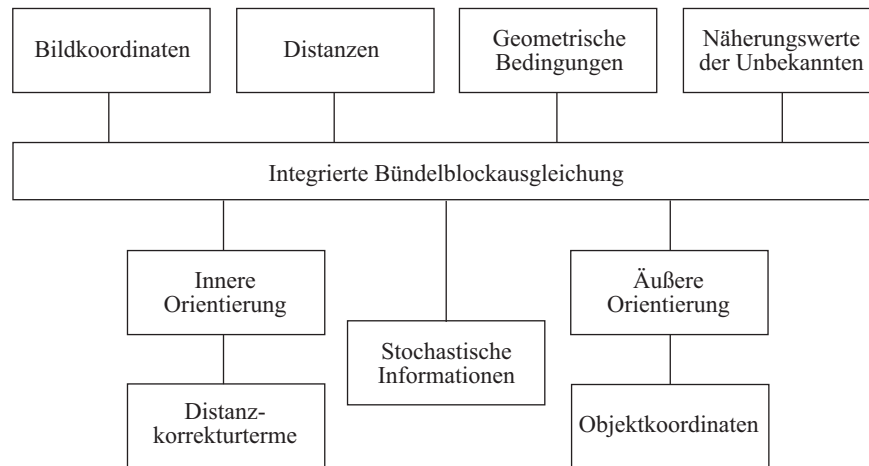 Bildkoordinaten
Distanzen
Geometrische
Bedingungen
Näherungswerte
der Unbekannten
Integrierte Bündelblockausgleichung
Innere
Orientierung
Äußere
Orientierung
Stochastische
Informationen
Distanz-
korrekturterme
Objektkoordinaten